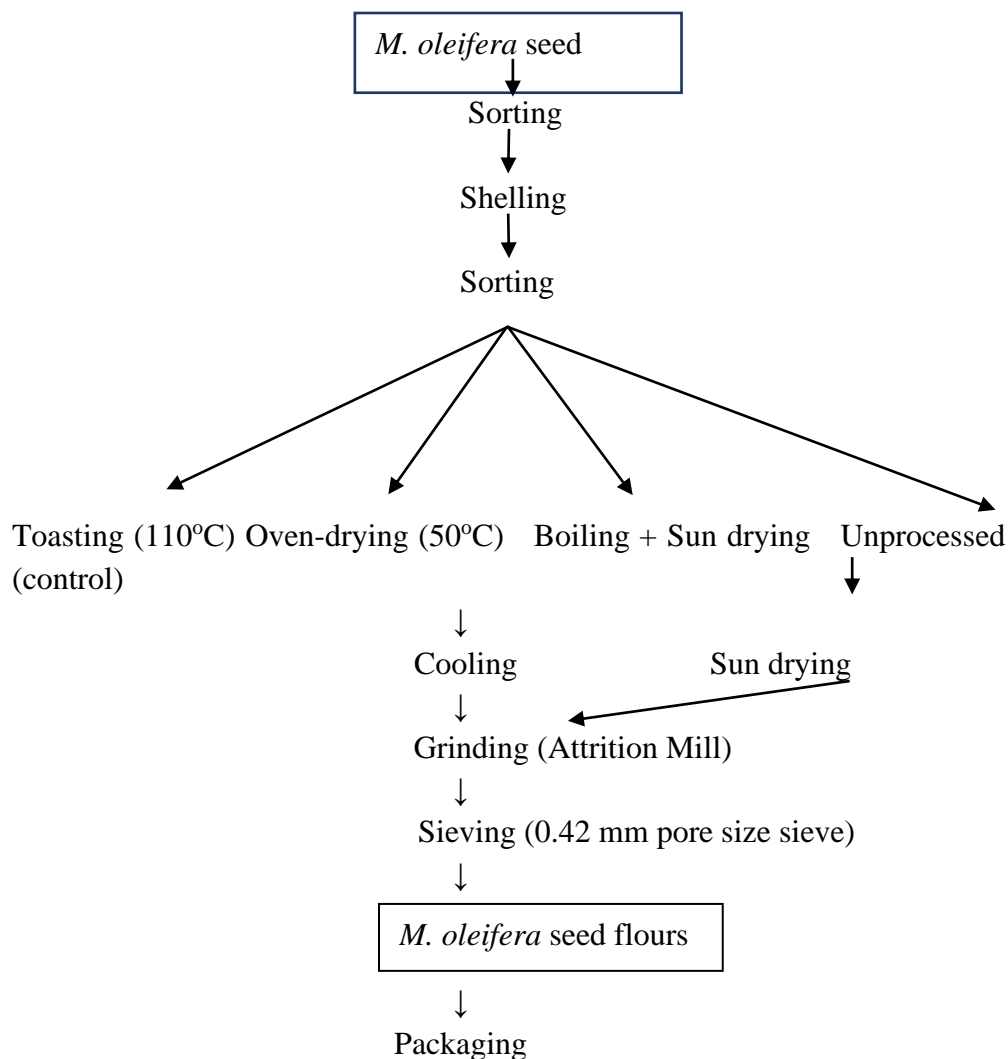 M. oleifera seed
Sorting
Shelling
Sorting
Toasting (110ºC) Oven-drying (50ºC) Boiling + Sun drying Unprocessed
(control)
↓
Cooling Sun drying
↓
Grinding (Attrition Mill)
↓
Sieving (0.42 mm pore size sieve)
↓
M. oleifera seed flours
↓
Packaging